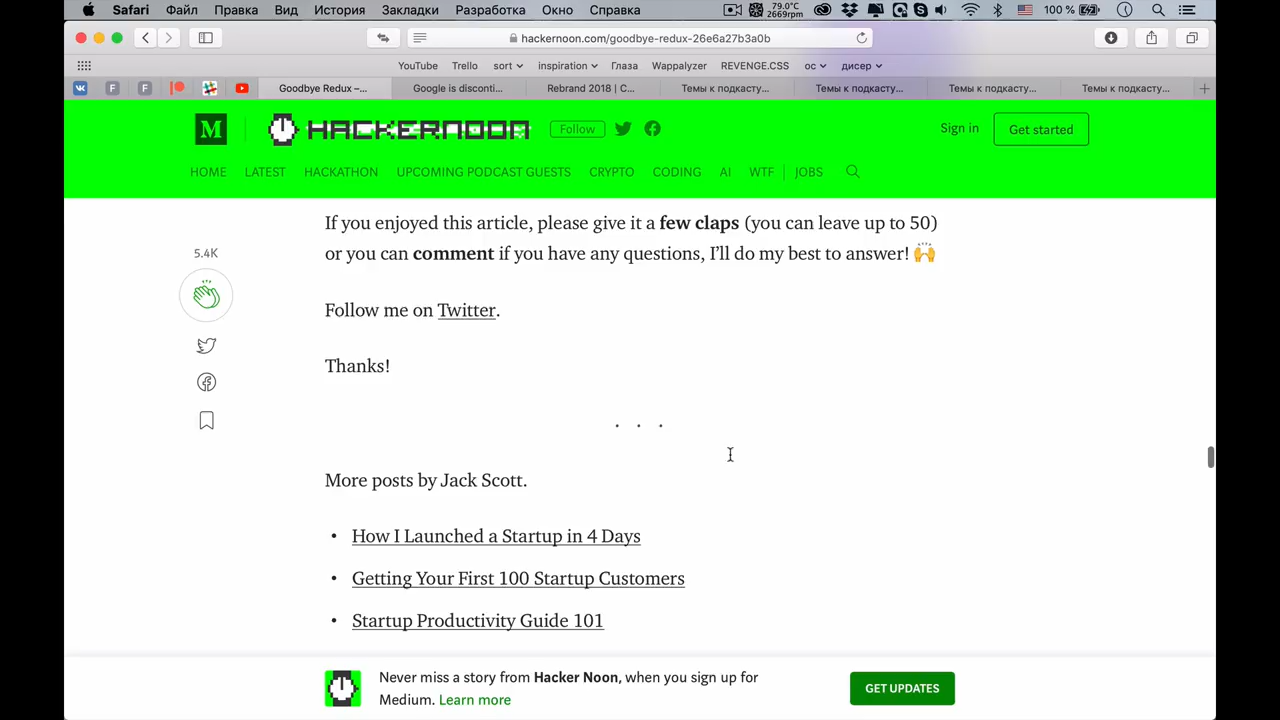 Safari Файл Правка Вид История Закладки Разработка Окно Справка 79.0°C 2669rpm 100 %
hackernoon.com/goodbye-redux-26e6a27b3a0b
YouTube Trello sort inspiration Глаза Wappalyzer REVENGE.CSS ос дисер
Goodbye Redux –... Google is disconti... Rebrand 2018 | C... Темы к подкасту... Темы к подкасту... Темы к подкасту... Темы к подкасту...
M HACKERNOON Follow Sign in Get started
HOME LATEST HACKATHON UPCOMING PODCAST GUESTS CRYPTO CODING AI WTF JOBS
If you enjoyed this article, please give it a few claps (you can leave up to 50)
or you can comment if you have any questions, I'll do my best to answer! 🙌
5.4K
Follow me on Twitter.
Thanks!
. . .
More posts by Jack Scott.
• How I Launched a Startup in 4 Days
• Getting Your First 100 Startup Customers
• Startup Productivity Guide 101
Never miss a story from Hacker Noon, when you sign up for
Medium. Learn more
GET UPDATES